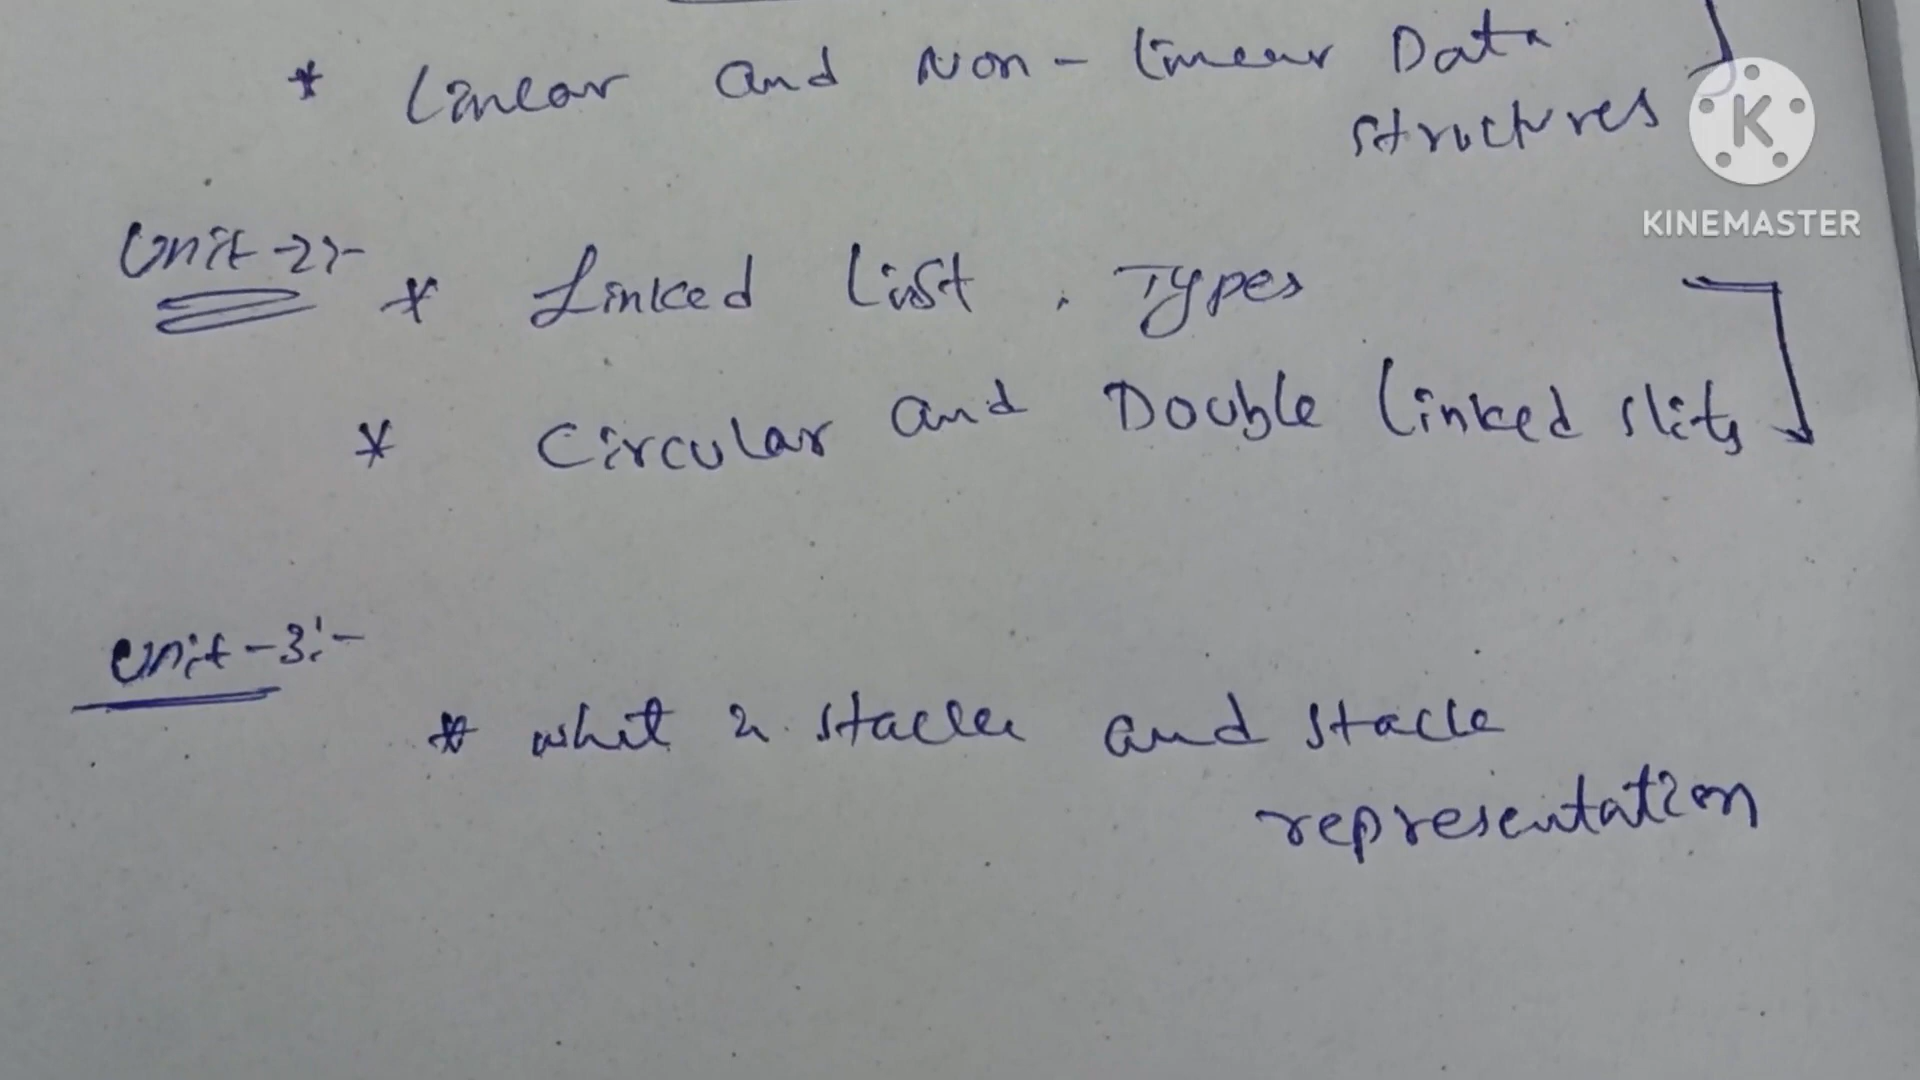 * Linear and Non-linear Data
structures
KINEMASTER
Unit-2:-
* Linked List, Types
* Circular and Double linked slits
Unit-3:-
* what is stack and stack
representation